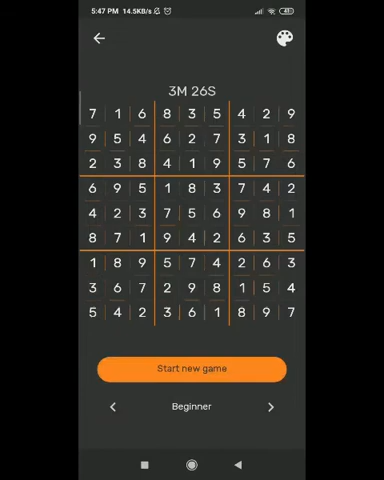 5:47 PM 14.5KB/s 41
3M 26S
7 1 6 8 3 5 4 2 9
9 5 4 6 2 7 3 1 8
2 3 8 4 1 9 5 7 6
6 9 5 1 8 3 7 4 2
4 2 3 7 5 6 9 8 1
8 7 1 9 4 2 6 3 5
1 8 9 5 7 4 2 6 3
3 6 7 2 9 8 1 5 4
5 4 2 3 6 1 8 9 7
Start new game
Beginner